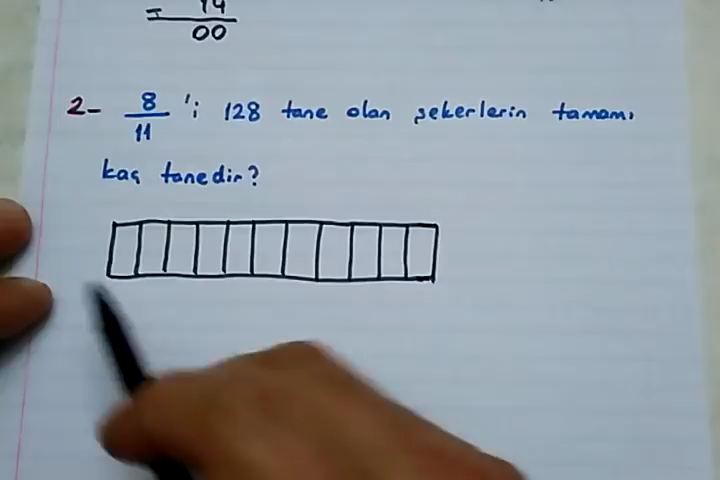 = 14
00
2- 8/11 'i 128 tane olan şekerlerin tamamı
kaç tanedir?